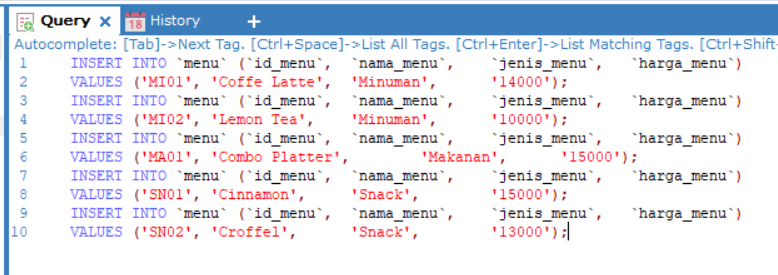 Query × 18 History +
Autocomplete: [Tab]->Next Tag. [Ctrl+Space]->List All Tags. [Ctrl+Enter]->List Matching Tags. [Ctrl+Shift-
1 INSERT INTO `menu` (`id_menu`, `nama_menu`, `jenis_menu`, `harga_menu`)
2 VALUES ('MI01', 'Coffe Latte', 'Minuman', '14000');
3 INSERT INTO `menu` (`id_menu`, `nama_menu`, `jenis_menu`, `harga_menu`)
4 VALUES ('MI02', 'Lemon Tea', 'Minuman', '10000');
5 INSERT INTO `menu` (`id_menu`, `nama_menu`, `jenis_menu`, `harga_menu`)
6 VALUES ('MA01', 'Combo Platter', 'Makanan', '15000');
7 INSERT INTO `menu` (`id_menu`, `nama_menu`, `jenis_menu`, `harga_menu`)
8 VALUES ('SN01', 'Cinnamon', 'Snack', '15000');
9 INSERT INTO `menu` (`id_menu`, `nama_menu`, `jenis_menu`, `harga_menu`)
10 VALUES ('SN02', 'Croffel', 'Snack', '13000');